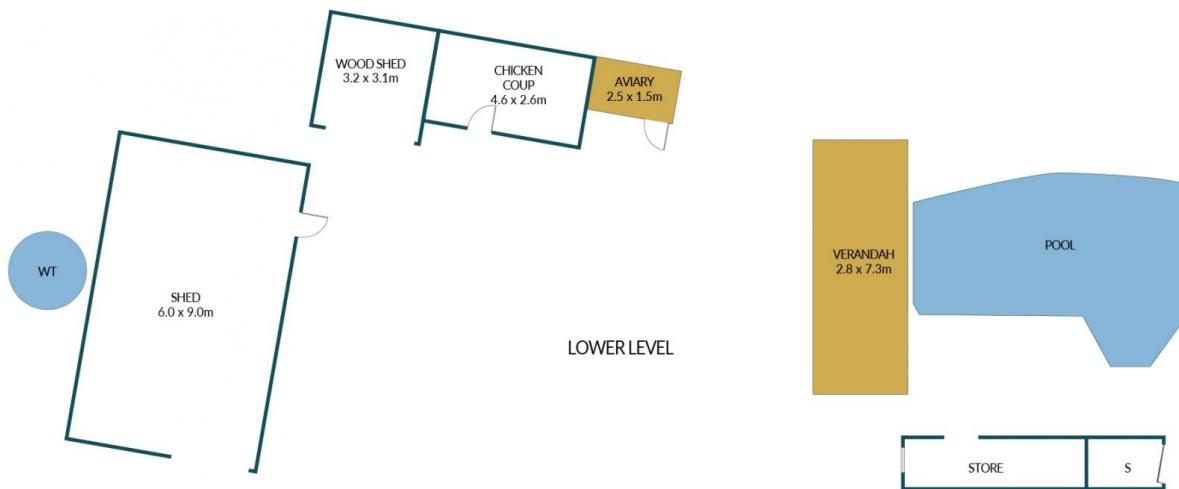 WOOD SHED
3.2 x 3.1m
CHICKEN
COUP
4.6 x 2.6m
AVIARY
2.5 x 1.5m
WT
SHED
6.0 x 9.0m
VERANDAH
2.8 x 7.3m
POOL
LOWER LEVEL
STORE
S